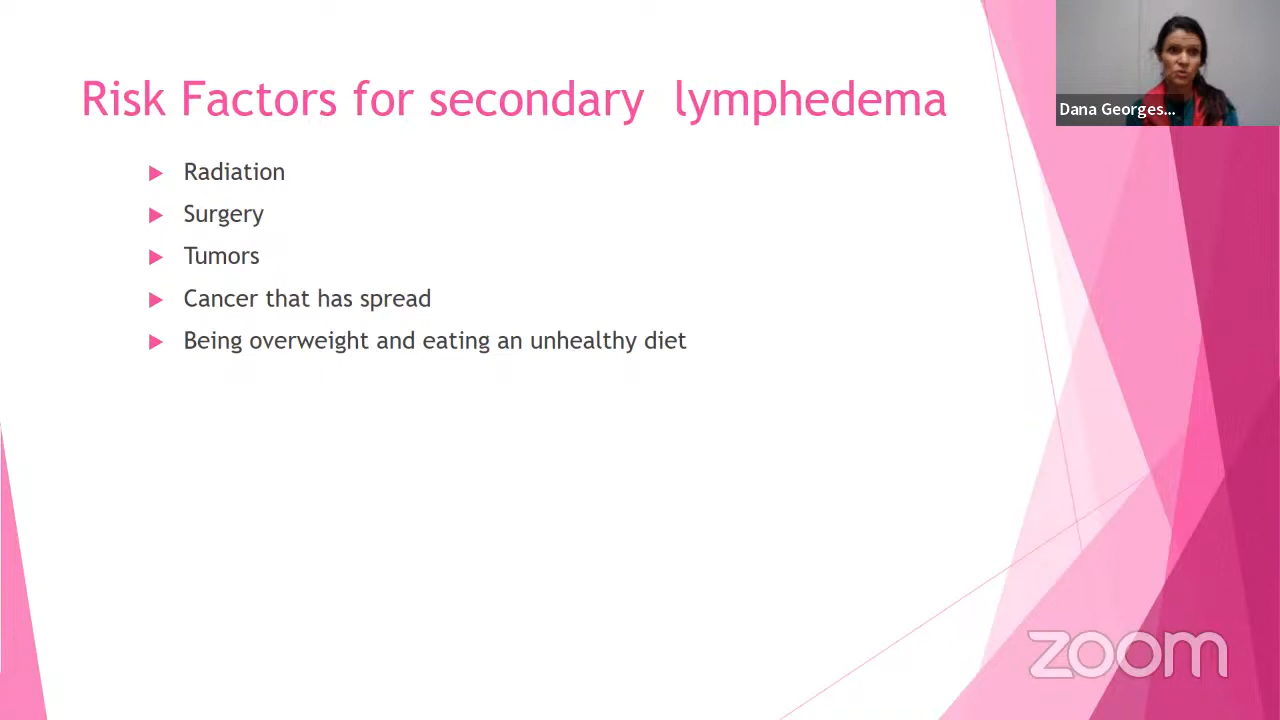 Risk Factors for secondary lymphedema
Dana Georges...
Radiation
Surgery
Tumors
Cancer that has spread
Being overweight and eating an unhealthy diet
zoom